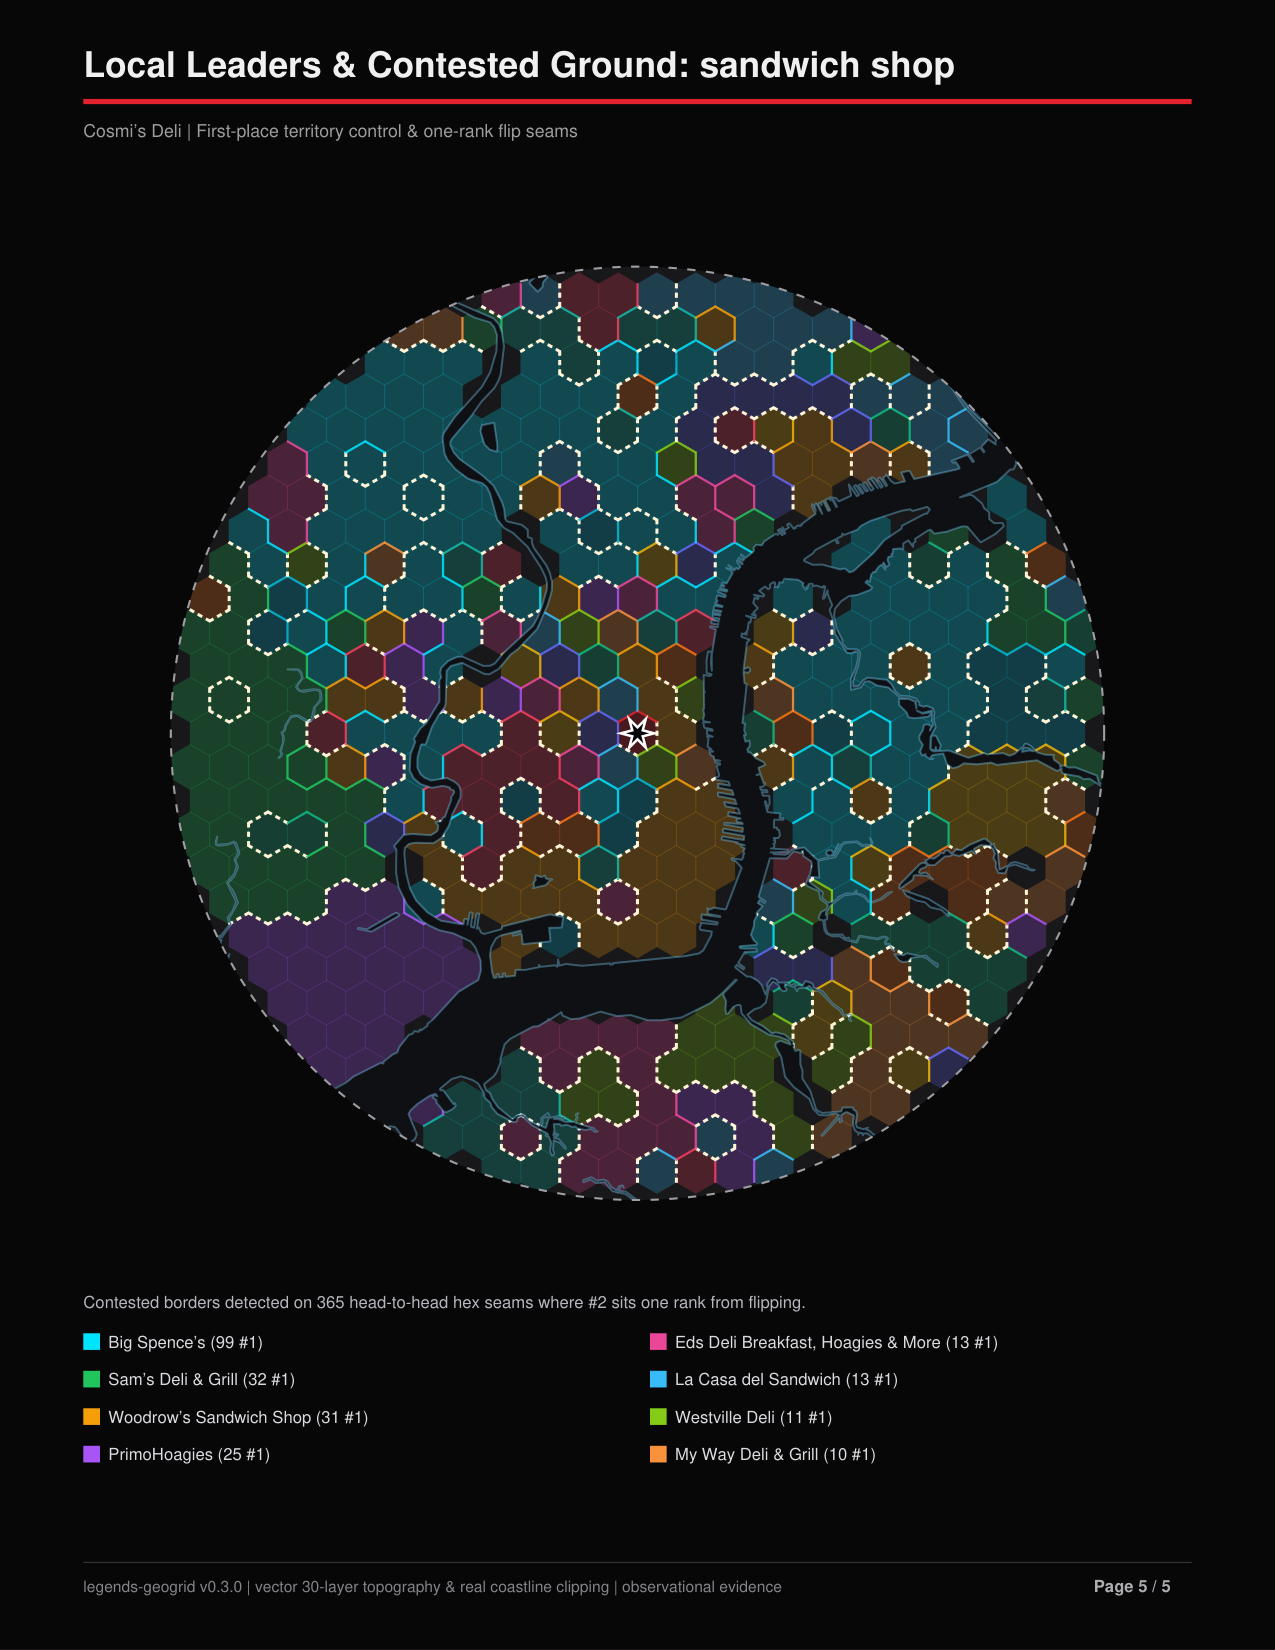 Local Leaders & Contested Ground: sandwich shop
Cosmi's Deli | First-place territory control & one-rank flip seams
Contested borders detected on 365 head-to-head hex seams where #2 sits one rank from flipping.
Big Spence's (99 #1)
Sam's Deli & Grill (32 #1)
Woodrow's Sandwich Shop (31 #1)
PrimoHoagies (25 #1)
Eds Deli Breakfast, Hoagies & More (13 #1)
La Casa del Sandwich (13 #1)
Westville Deli (11 #1)
My Way Deli & Grill (10 #1)
legends-geogrid v0.3.0 | vector 30-layer topography & real coastline clipping | observational evidence
Page 5 / 5